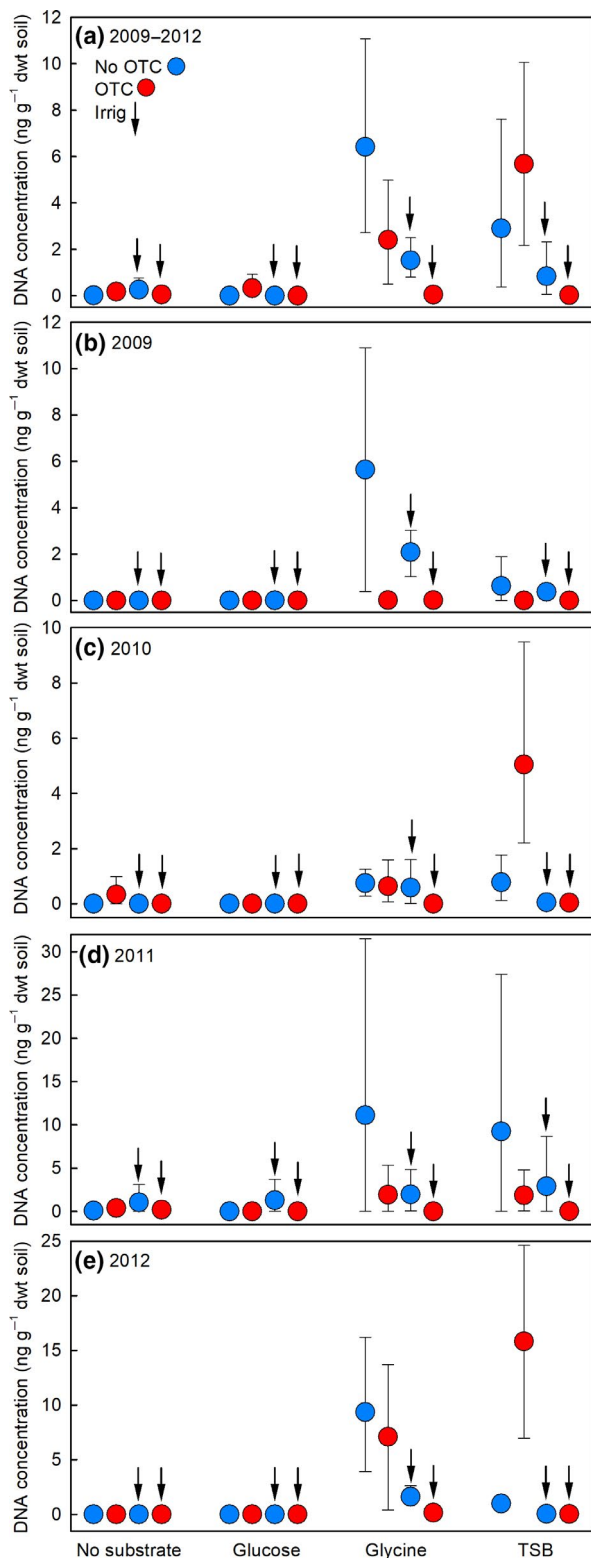 (a) 2009–2012
No OTC
OTC
Irrig
DNA concentration (ng g⁻¹ dwt soil)
12
10
8
6
4
2
0
(b) 2009
DNA concentration (ng g⁻¹ dwt soil)
12
10
8
6
4
2
0
(c) 2010
DNA concentration (ng g⁻¹ dwt soil)
10
8
6
4
2
0
(d) 2011
DNA concentration (ng g⁻¹ dwt soil)
30
25
20
15
10
5
0
(e) 2012
DNA concentration (ng g⁻¹ dwt soil)
25
20
15
10
5
0
No substrate Glucose Glycine TSB